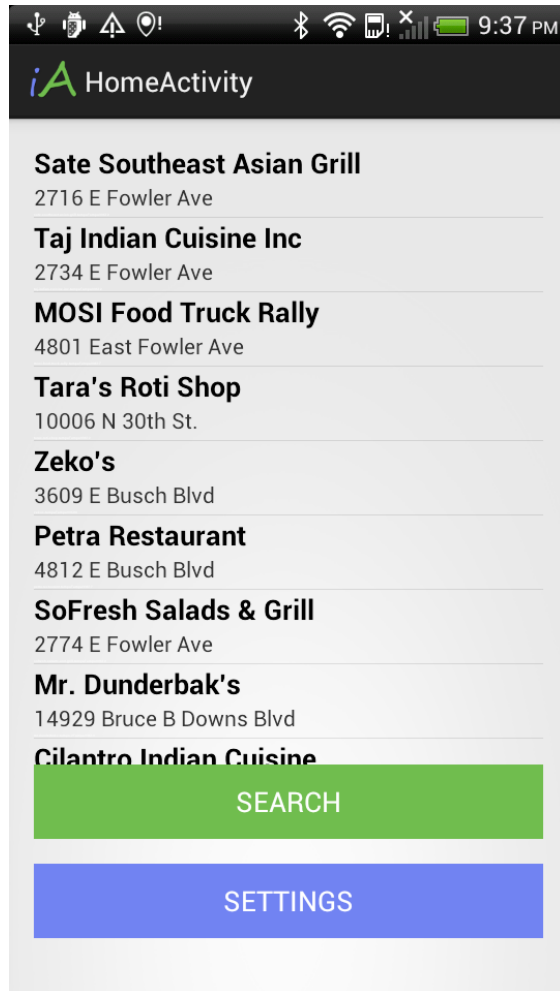 9:37 PM
iA HomeActivity
Sate Southeast Asian Grill
2716 E Fowler Ave
Taj Indian Cuisine Inc
2734 E Fowler Ave
MOSI Food Truck Rally
4801 East Fowler Ave
Tara's Roti Shop
10006 N 30th St.
Zeko's
3609 E Busch Blvd
Petra Restaurant
4812 E Busch Blvd
SoFresh Salads & Grill
2774 E Fowler Ave
Mr. Dunderbak's
14929 Bruce B Downs Blvd
Cilantro Indian Cuisine
SEARCH
SETTINGS